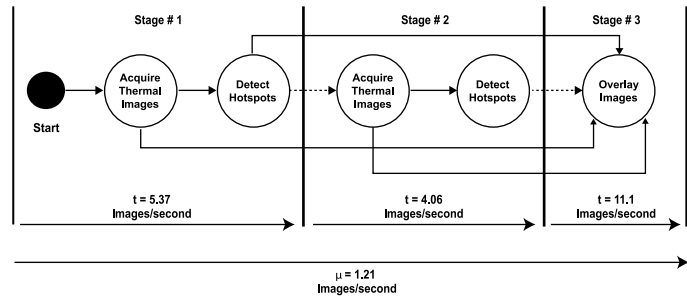 Stage # 1
Stage # 2
Stage # 3
Start
Acquire
Thermal
Images
Detect
Hotspots
Acquire
Thermal
Images
Detect
Hotspots
Overlay
Images
t = 5.37
Images/second
t = 4.06
Images/second
t = 11.1
Images/second
μ = 1.21
Images/second